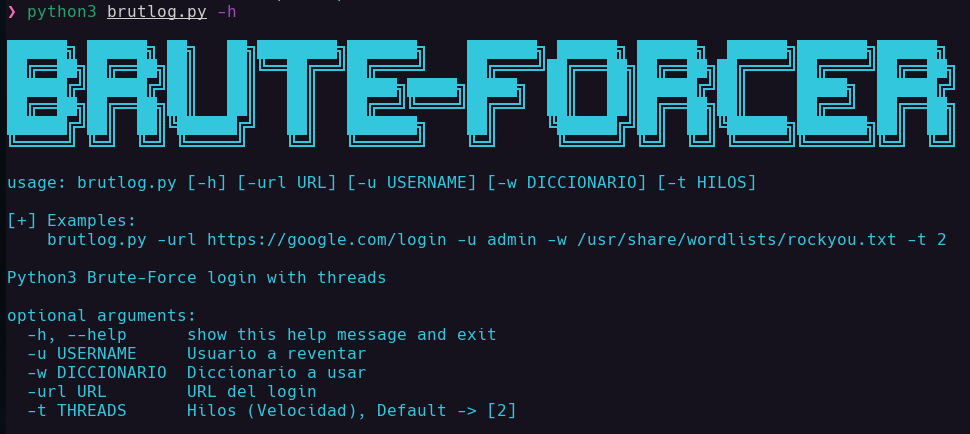 ❯ python3 brutlog.py -h
BRUTE-FORCER
usage: brutlog.py [-h] [-url URL] [-u USERNAME] [-w DICCIONARIO] [-t HILOS]
[+] Examples:
brutlog.py -url https://google.com/login -u admin -w /usr/share/wordlists/rockyou.txt -t 2
Python3 Brute-Force login with threads
optional arguments:
-h, --help show this help message and exit
-u USERNAME Usuario a reventar
-w DICCIONARIO Diccionario a usar
-url URL URL del login
-t THREADS Hilos (Velocidad), Default -> [2]